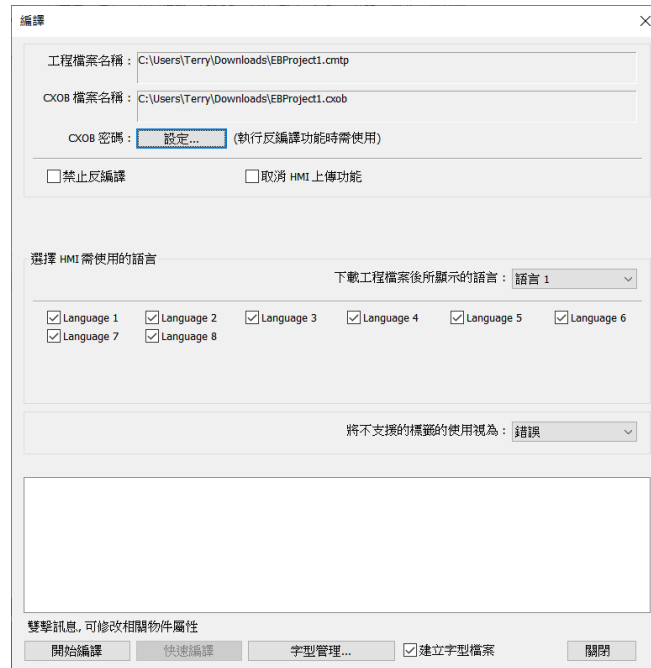 編譯
工程檔案名稱 : C:\Users\Terry\Downloads\EBProject1.cmtp
CXOB 檔案名稱 : C:\Users\Terry\Downloads\EBProject1.cxob
CXOB 密碼 : 設定... (執行反編譯功能時需使用)
禁止反編譯 取消 HMI 上傳功能
選擇 HMI 需使用的語言
下載工程檔案後所顯示的語言 : 語言 1
Language 1 Language 2 Language 3 Language 4 Language 5 Language 6
Language 7 Language 8
將不支援的標籤的使用視為 : 錯誤
雙擊訊息, 可修改相關物件屬性
開始編譯 快速編譯 字型管理... 建立字型檔案 關閉